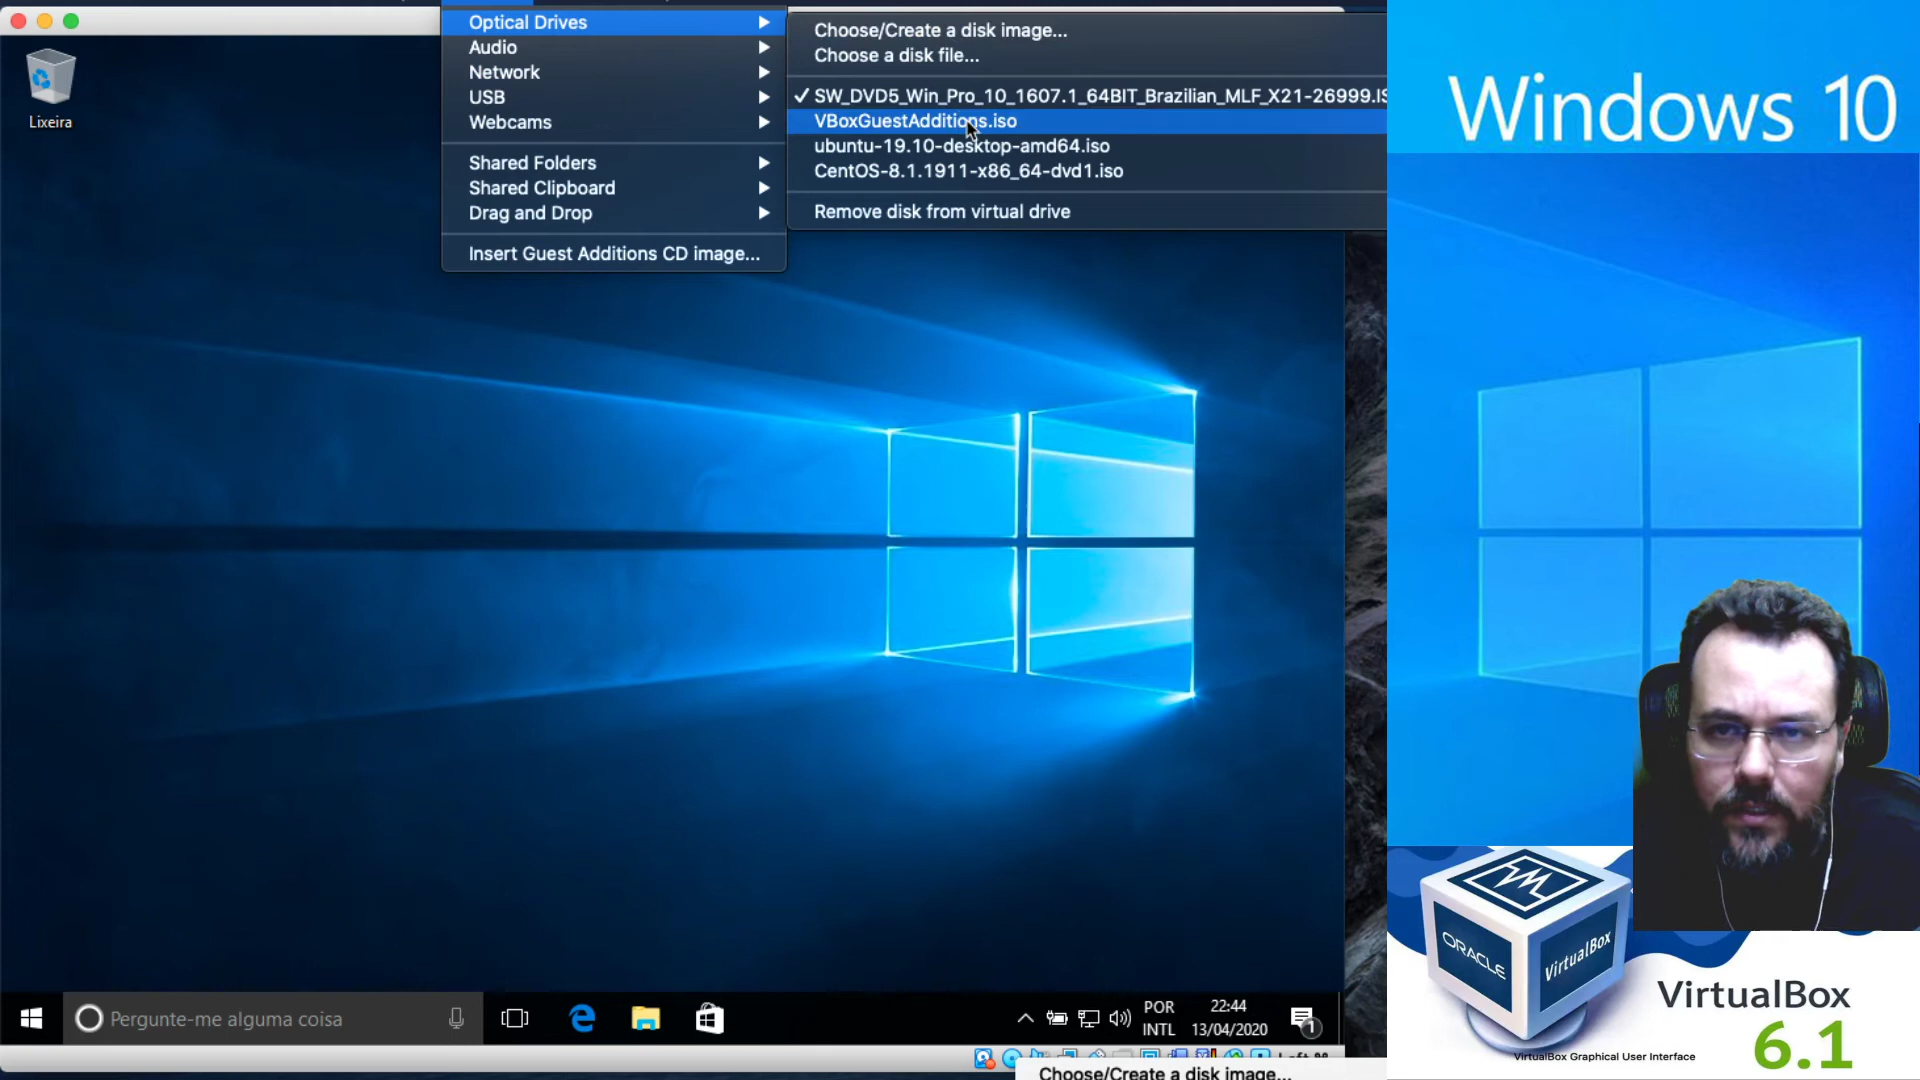 Optical Drives
Audio
Network
USB
Webcams
Shared Folders
Shared Clipboard
Drag and Drop
Insert Guest Additions CD image...
Choose/Create a disk image...
Choose a disk file...
✓ SW_DVD5_Win_Pro_10_1607.1_64BIT_Brazilian_MLF_X21-26999.IS
VBoxGuestAdditions.iso
ubuntu-19.10-desktop-amd64.iso
CentOS-8.1.1911-x86_64-dvd1.iso
Remove disk from virtual drive
Lixeira
Windows 10
ORACLE
VirtualBox
VirtualBox
6.1
VirtualBox Graphical User Interface
Pergunte-me alguma coisa
POR
INTL
22:44
13/04/2020
1
Left ⌘
Choose/Create a disk image...